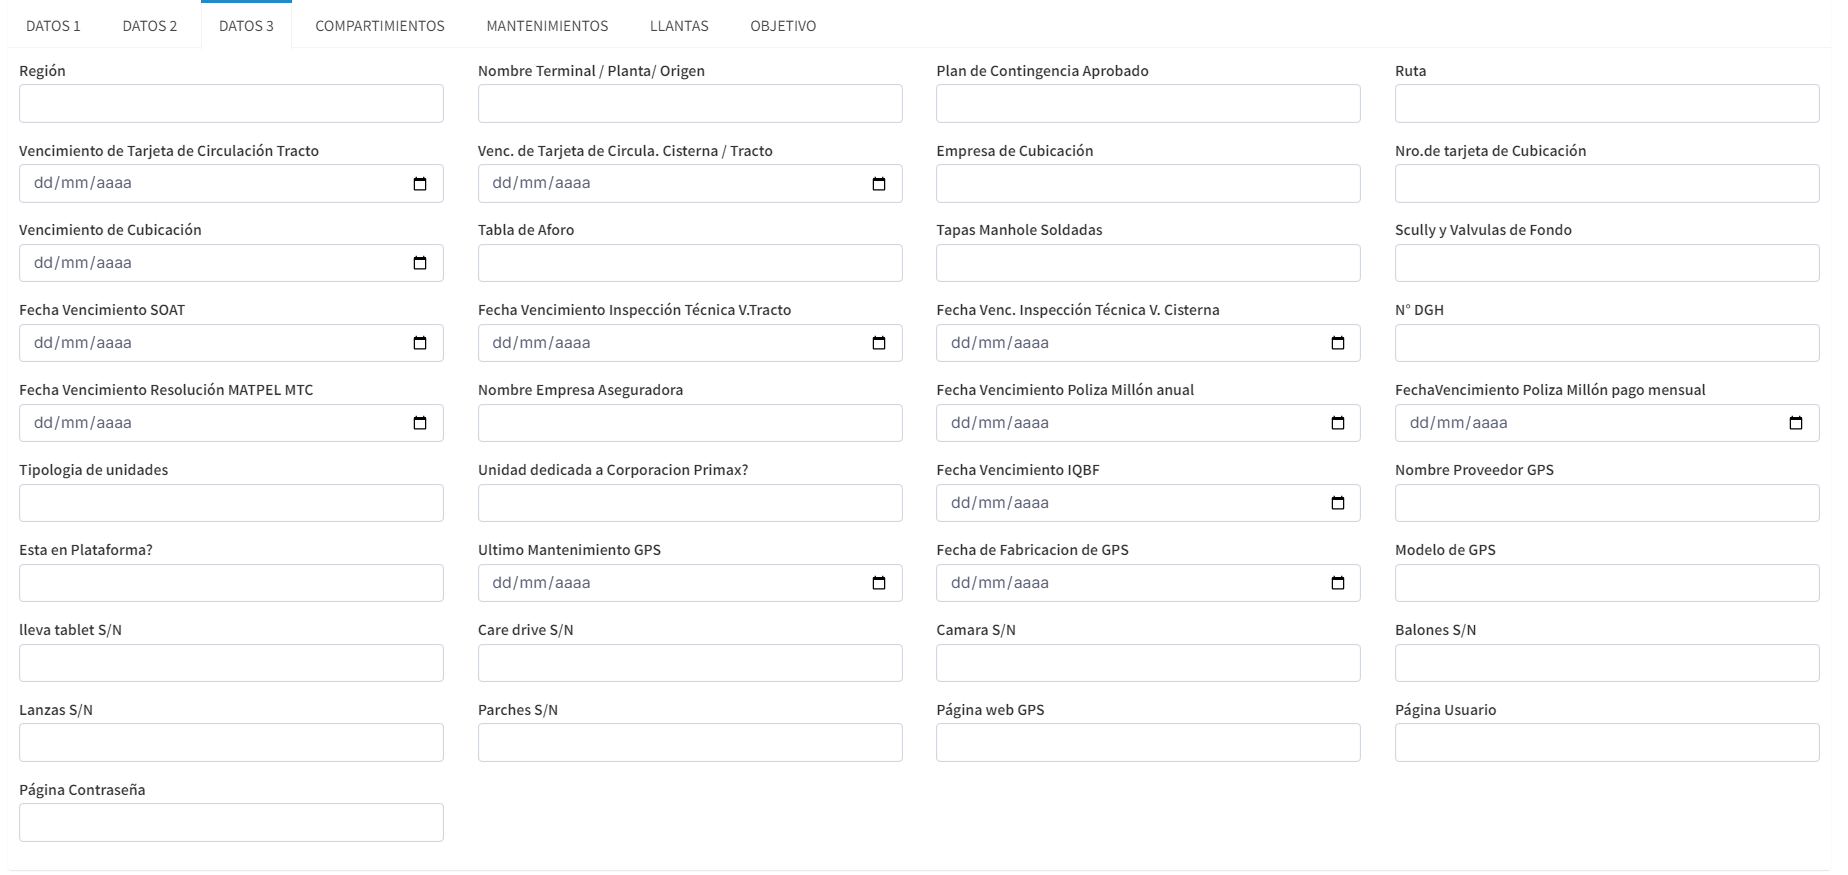 DATOS 1 DATOS 2 DATOS 3 COMPARTIMIENTOS MANTENIMIENTOS LLANTAS OBJETIVO
Región Nombre Terminal / Planta/ Origen Plan de Contingencia Aprobado Ruta
Vencimiento de Tarjeta de Circulación Tracto Venc. de Tarjeta de Circula. Cisterna / Tracto Empresa de Cubicación Nro.de tarjeta de Cubicación
dd/mm/aaaa dd/mm/aaaa
Vencimiento de Cubicación Tabla de Aforo Tapas Manhole Soldadas Scully y Valvulas de Fondo
dd/mm/aaaa
Fecha Vencimiento SOAT Fecha Vencimiento Inspección Técnica V.Tracto Fecha Venc. Inspección Técnica V. Cisterna N° DGH
dd/mm/aaaa dd/mm/aaaa dd/mm/aaaa
Fecha Vencimiento Resolución MATPEL MTC Nombre Empresa Aseguradora Fecha Vencimiento Poliza Millón anual FechaVencimiento Poliza Millón pago mensual
dd/mm/aaaa dd/mm/aaaa dd/mm/aaaa
Tipologia de unidades Unidad dedicada a Corporacion Primax? Fecha Vencimiento IQBF Nombre Proveedor GPS
dd/mm/aaaa
Esta en Plataforma? Ultimo Mantenimiento GPS Fecha de Fabricacion de GPS Modelo de GPS
dd/mm/aaaa dd/mm/aaaa
lleva tablet S/N Care drive S/N Camara S/N Balones S/N
Lanzas S/N Parches S/N Página web GPS Página Usuario
Página Contraseña